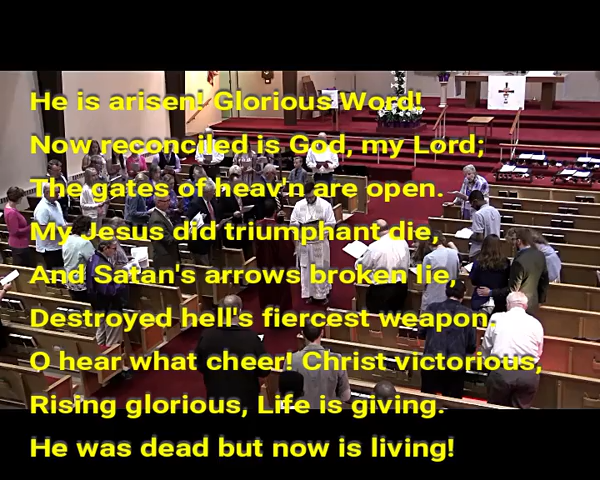 He is arisen! Glorious Word!
Now reconciled is God, my Lord;
The gates of heav'n are open.
My Jesus did triumphant die,
And Satan's arrows broken lie,
Destroyed hell's fiercest weapon.
O hear what cheer! Christ victorious,
Rising glorious, Life is giving.
He was dead but now is living!